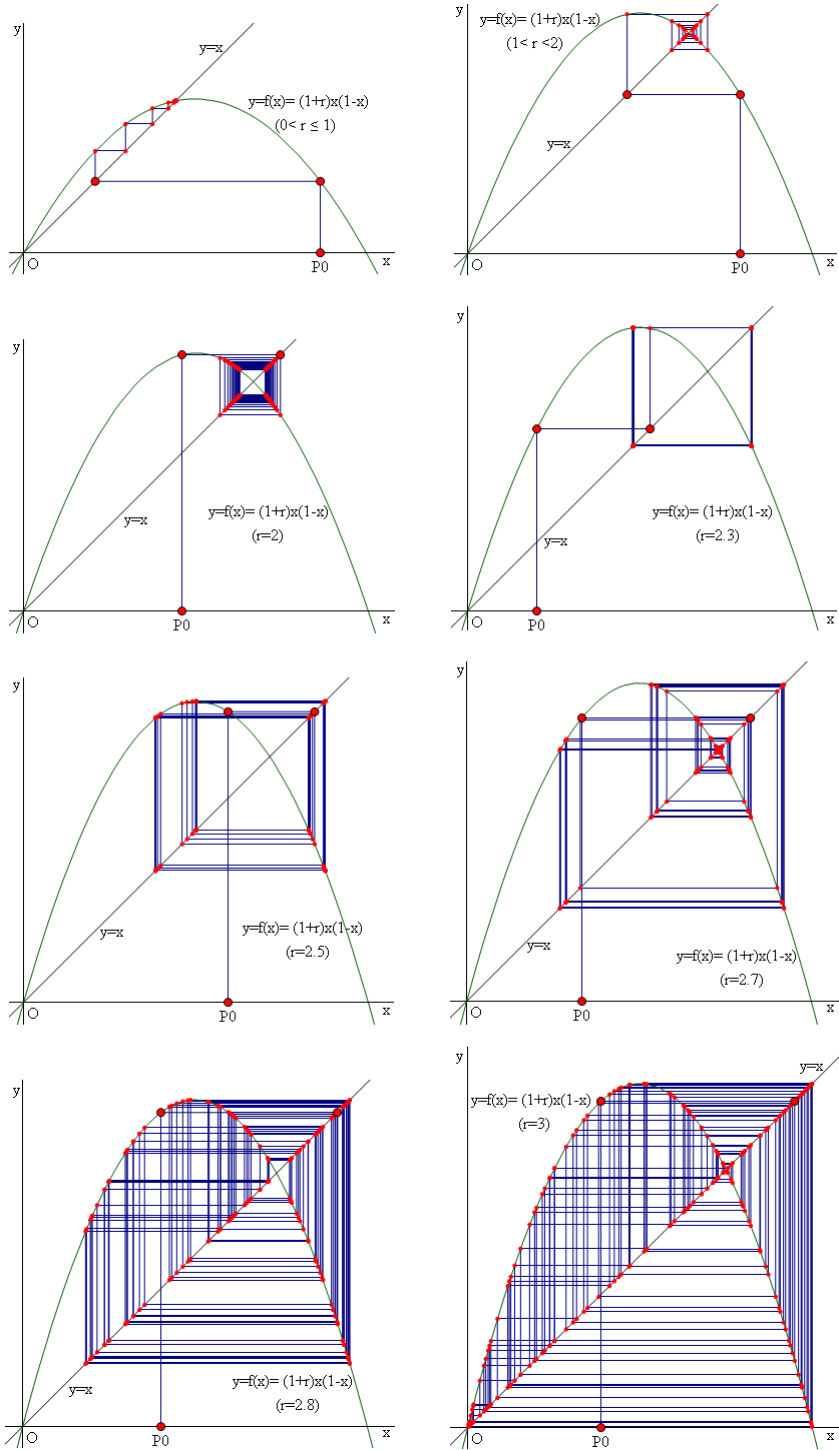 y
y=x
y=f(x)= (1+r)x(1-x)
(0< r ≤ 1)
O
P0
x
y
y=f(x)= (1+r)x(1-x)
(1< r <2)
y=x
O
P0
x
y
y=x
y=f(x)= (1+r)x(1-x)
(r=2)
O
P0
x
y
y=f(x)= (1+r)x(1-x)
(r=2.3)
y=x
O
P0
x
y
y=x
y=f(x)= (1+r)x(1-x)
(r=2.5)
O
P0
x
y
y=x
y=f(x)= (1+r)x(1-x)
(r=2.7)
O
P0
x
y
y=x
y=f(x)= (1+r)x(1-x)
(r=2.8)
O
P0
x
y
y=x
y=f(x)= (1+r)x(1-x)
(r=3)
O
P0
x